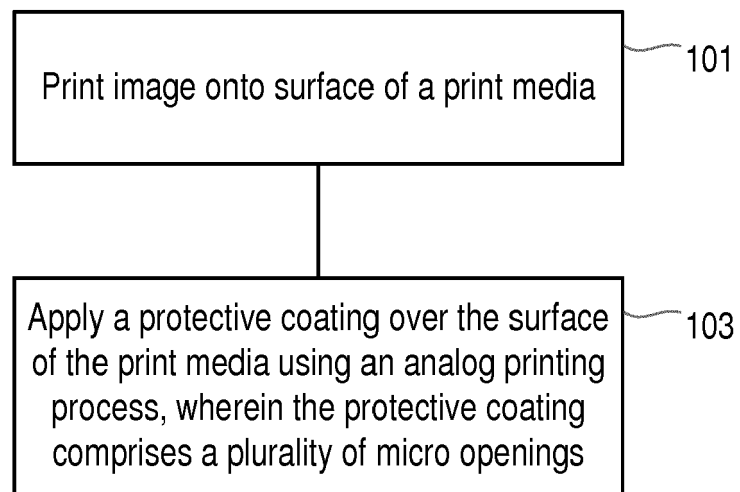 Print image onto surface of a print media
101
Apply a protective coating over the surface
of the print media using an analog printing
process, wherein the protective coating
comprises a plurality of micro openings
103